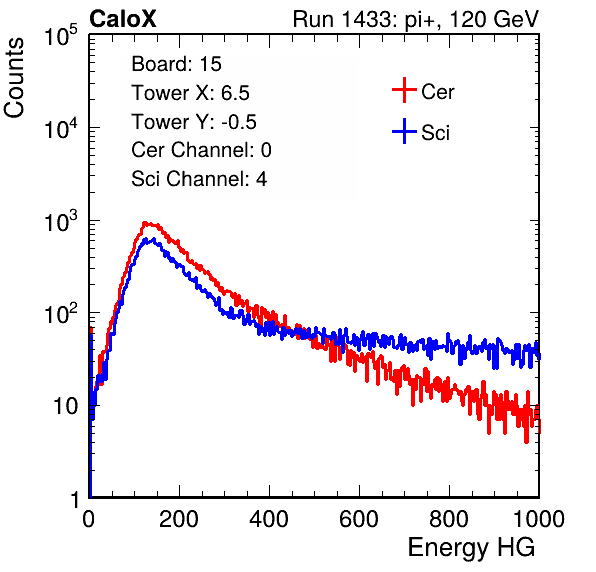 CaloX Run 1433: pi+, 120 GeV
Counts
Board: 15
Tower X: 6.5
Tower Y: -0.5
Cer Channel: 0
Sci Channel: 4
Cer
Sci
10^5
10^4
10^3
10^2
10
1
0 200 400 600 800 1000
Energy HG